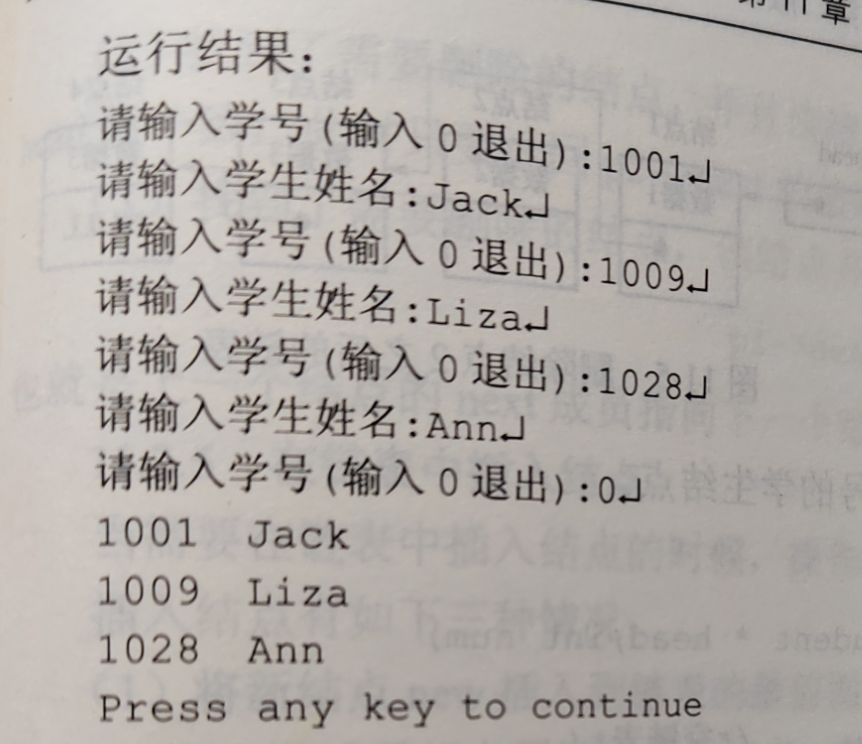 第11章
运行结果:
请输入学号(输入 0 退出):1001↵
请输入学生姓名:Jack↵
请输入学号(输入 0 退出):1009↵
请输入学生姓名:Liza↵
请输入学号(输入 0 退出):1028↵
请输入学生姓名:Ann↵
请输入学号(输入 0 退出):0↵
1001 Jack
1009 Liza
1028 Ann
Press any key to continue